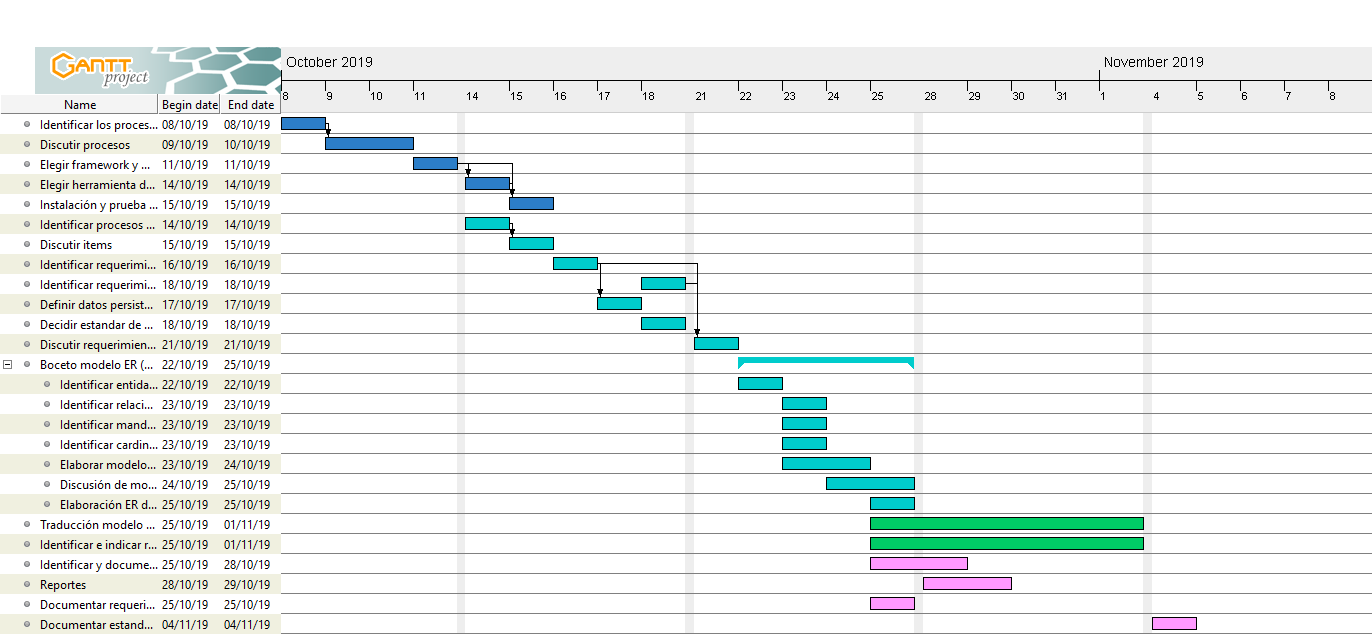 GANTT
project
October 2019 November 2019
8 9 10 11 14 15 16 17 18 21 22 23 24 25 28 29 30 31 1 4 5 6 7 8
Name Begin date End date
Identificar los proces... 08/10/19 08/10/19
Discutir procesos 09/10/19 10/10/19
Elegir framework y ... 11/10/19 11/10/19
Elegir herramienta d... 14/10/19 14/10/19
Instalación y prueba ... 15/10/19 15/10/19
Identificar procesos ... 14/10/19 14/10/19
Discutir items 15/10/19 15/10/19
Identificar requerimi... 16/10/19 16/10/19
Identificar requerimi... 18/10/19 18/10/19
Definir datos persist... 17/10/19 17/10/19
Decidir estandar de ... 18/10/19 18/10/19
Discutir requerimien... 21/10/19 21/10/19
Boceto modelo ER (... 22/10/19 25/10/19
Identificar entida... 22/10/19 22/10/19
Identificar relaci... 23/10/19 23/10/19
Identificar mand... 23/10/19 23/10/19
Identificar cardin... 23/10/19 23/10/19
Elaborar modelo... 23/10/19 24/10/19
Discusión de mo... 24/10/19 25/10/19
Elaboración ER d... 25/10/19 25/10/19
Traducción modelo ... 25/10/19 01/11/19
Identificar e indicar r... 25/10/19 01/11/19
Identificar y docume... 25/10/19 28/10/19
Reportes 28/10/19 29/10/19
Documentar requeri... 25/10/19 25/10/19
Documentar estand... 04/11/19 04/11/19